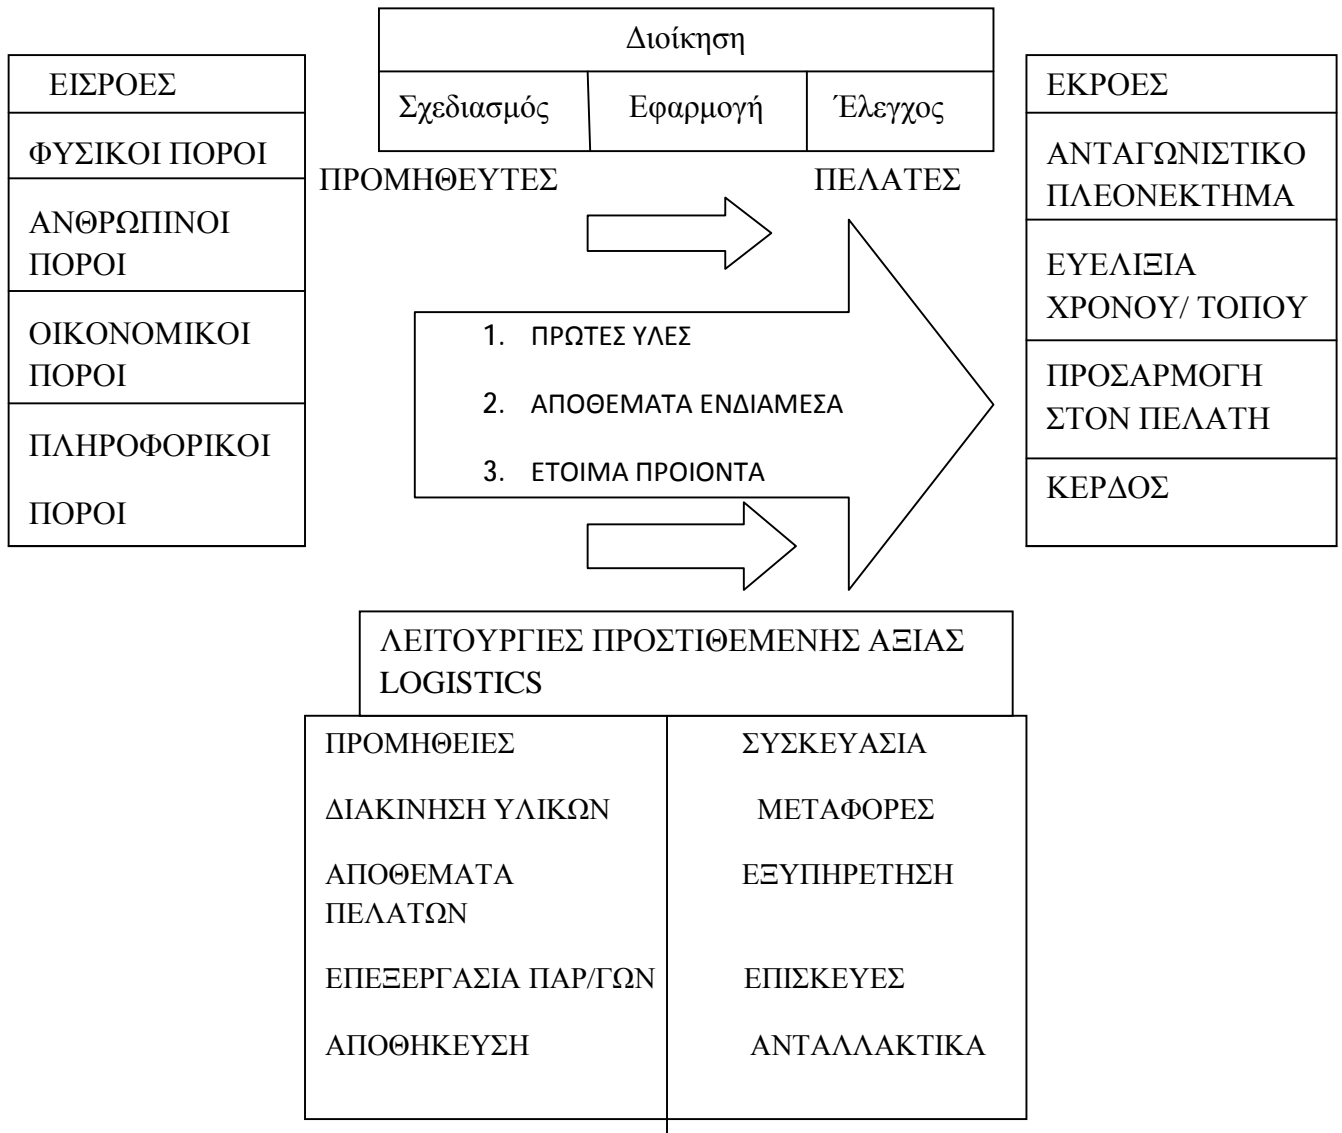 Διοίκηση
Σχεδιασμός
Εφαρμογή
Έλεγχος
ΕΙΣΡΟΕΣ
ΦΥΣΙΚΟΙ ΠΟΡΟΙ
ΑΝΘΡΩΠΙΝΟΙ
ΠΟΡΟΙ
ΟΙΚΟΝΟΜΙΚΟΙ
ΠΟΡΟΙ
ΠΛΗΡΟΦΟΡΙΚΟΙ
ΠΟΡΟΙ
ΠΡΟΜΗΘΕΥΤΕΣ
ΠΕΛΑΤΕΣ
1. ΠΡΩΤΕΣ ΥΛΕΣ
2. ΑΠΟΘΕΜΑΤΑ ΕΝΔΙΑΜΕΣΑ
3. ΕΤΟΙΜΑ ΠΡΟΙΟΝΤΑ
ΕΚΡΟΕΣ
ΑΝΤΑΓΩΝΙΣΤΙΚΟ
ΠΛΕΟΝΕΚΤΗΜΑ
ΕΥΕΛΙΞΙΑ
ΧΡΟΝΟΥ/ ΤΟΠΟΥ
ΠΡΟΣΑΡΜΟΓΗ
ΣΤΟΝ ΠΕΛΑΤΗ
ΚΕΡΔΟΣ
ΛΕΙΤΟΥΡΓΙΕΣ ΠΡΟΣΤΙΘΕΜΕΝΗΣ ΑΞΙΑΣ
LOGISTICS
ΠΡΟΜΗΘΕΙΕΣ
ΔΙΑΚΙΝΗΣΗ ΥΛΙΚΩΝ
ΑΠΟΘΕΜΑΤΑ
ΠΕΛΑΤΩΝ
ΕΠΕΞΕΡΓΑΣΙΑ ΠΑΡ/ΓΩΝ
ΑΠΟΘΗΚΕΥΣΗ
ΣΥΣΚΕΥΑΣΙΑ
ΜΕΤΑΦΟΡΕΣ
ΕΞΥΠΗΡΕΤΗΣΗ
ΕΠΙΣΚΕΥΕΣ
ΑΝΤΑΛΛΑΚΤΙΚΑ